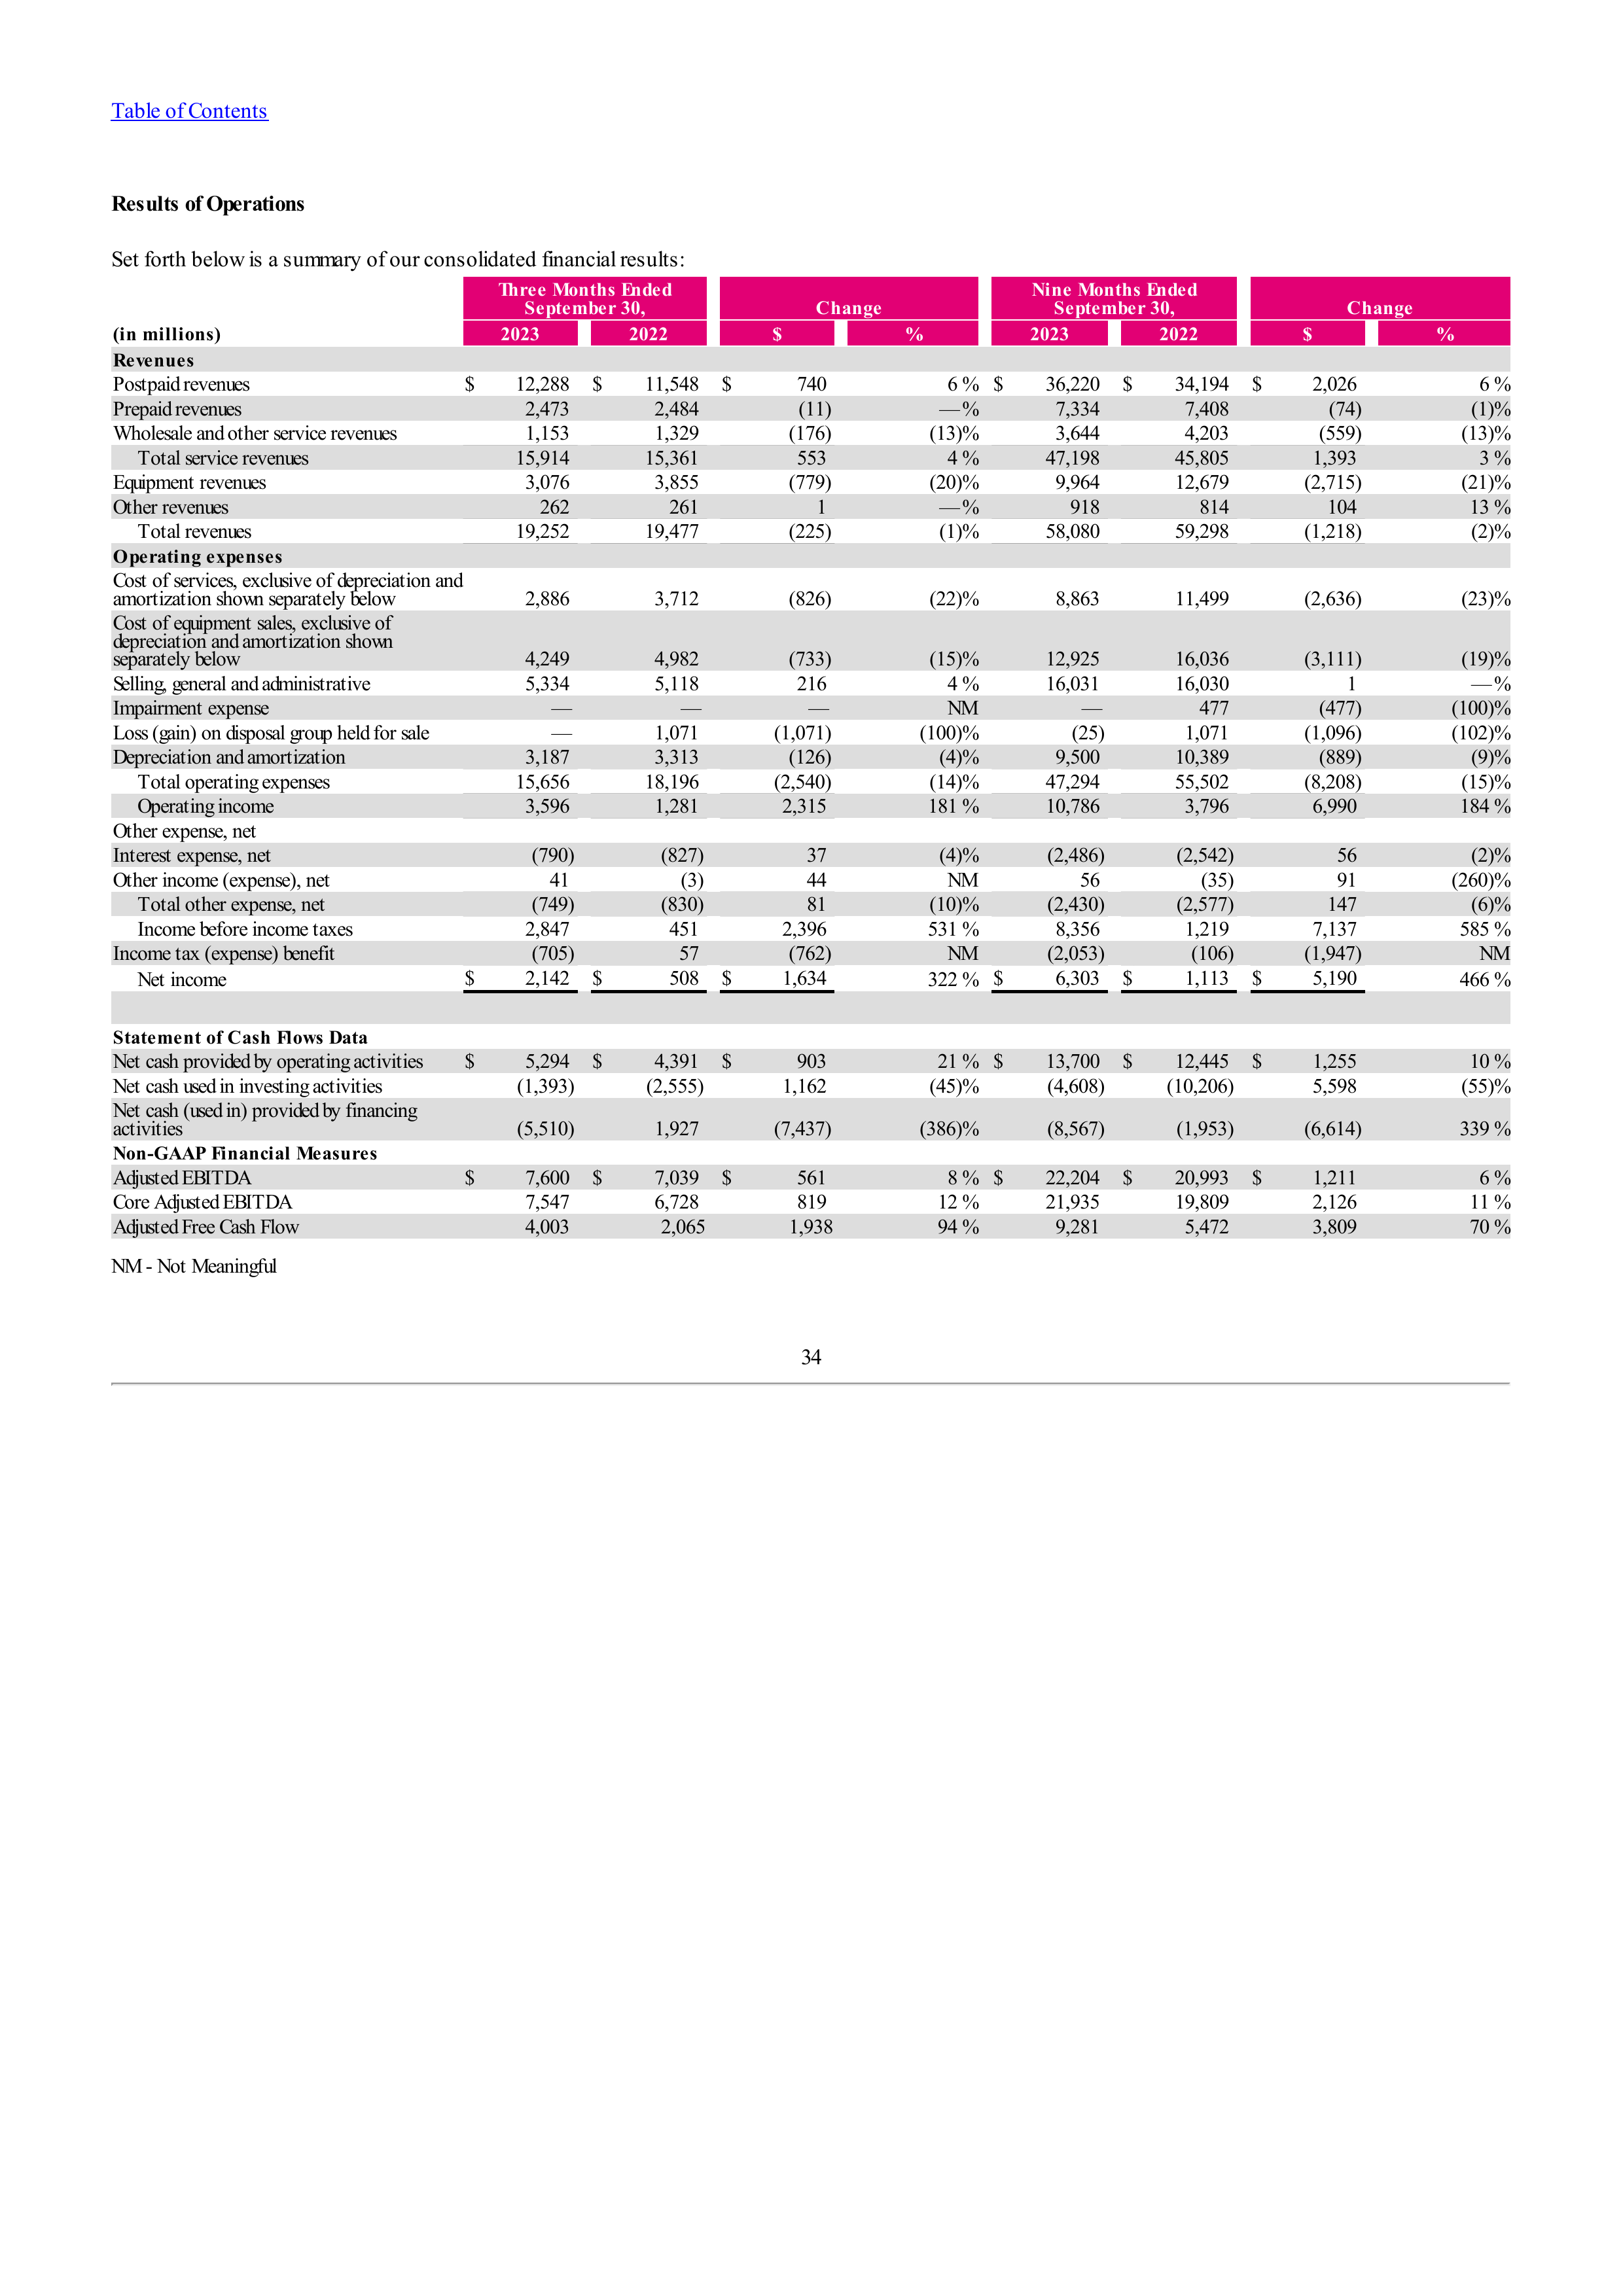 Table of Contents
Results of Operations
Set forth below is a summary of our consolidated financial results:
Three Months Ended September 30, Change Nine Months Ended September 30, Change
(in millions) 2023 2022 $ % 2023 2022 $ %
Revenues
Postpaid revenues $ 12,288 $ 11,548 $ 740 6 % $ 36,220 $ 34,194 $ 2,026 6 %
Prepaid revenues 2,473 2,484 (11) —% 7,334 7,408 (74) (1)%
Wholesale and other service revenues 1,153 1,329 (176) (13)% 3,644 4,203 (559) (13)%
Total service revenues 15,914 15,361 553 4 % 47,198 45,805 1,393 3 %
Equipment revenues 3,076 3,855 (779) (20)% 9,964 12,679 (2,715) (21)%
Other revenues 262 261 1 —% 918 814 104 13 %
Total revenues 19,252 19,477 (225) (1)% 58,080 59,298 (1,218) (2)%
Operating expenses
Cost of services, exclusive of depreciation and
amortization shown separately below 2,886 3,712 (826) (22)% 8,863 11,499 (2,636) (23)%
Cost of equipment sales, exclusive of
depreciation and amortization shown
separately below 4,249 4,982 (733) (15)% 12,925 16,036 (3,111) (19)%
Selling, general and administrative 5,334 5,118 216 4 % 16,031 16,030 1 —%
Impairment expense — — — NM — 477 (477) (100)%
Loss (gain) on disposal group held for sale — 1,071 (1,071) (100)% (25) 1,071 (1,096) (102)%
Depreciation and amortization 3,187 3,313 (126) (4)% 9,500 10,389 (889) (9)%
Total operating expenses 15,656 18,196 (2,540) (14)% 47,294 55,502 (8,208) (15)%
Operating income 3,596 1,281 2,315 181 % 10,786 3,796 6,990 184 %
Other expense, net
Interest expense, net (790) (827) 37 (4)% (2,486) (2,542) 56 (2)%
Other income (expense), net 41 (3) 44 NM 56 (35) 91 (260)%
Total other expense, net (749) (830) 81 (10)% (2,430) (2,577) 147 (6)%
Income before income taxes 2,847 451 2,396 531 % 8,356 1,219 7,137 585 %
Income tax (expense) benefit (705) 57 (762) NM (2,053) (106) (1,947) NM
Net income $ 2,142 $ 508 $ 1,634 322 % $ 6,303 $ 1,113 $ 5,190 466 %
Statement of Cash Flows Data
Net cash provided by operating activities $ 5,294 $ 4,391 $ 903 21 % $ 13,700 $ 12,445 $ 1,255 10 %
Net cash used in investing activities (1,393) (2,555) 1,162 (45)% (4,608) (10,206) 5,598 (55)%
Net cash (used in) provided by financing
activities (5,510) 1,927 (7,437) (386)% (8,567) (1,953) (6,614) 339 %
Non-GAAP Financial Measures
Adjusted EBITDA $ 7,600 $ 7,039 $ 561 8 % $ 22,204 $ 20,993 $ 1,211 6 %
Core Adjusted EBITDA 7,547 6,728 819 12 % 21,935 19,809 2,126 11 %
Adjusted Free Cash Flow 4,003 2,065 1,938 94 % 9,281 5,472 3,809 70 %
NM - Not Meaningful
34